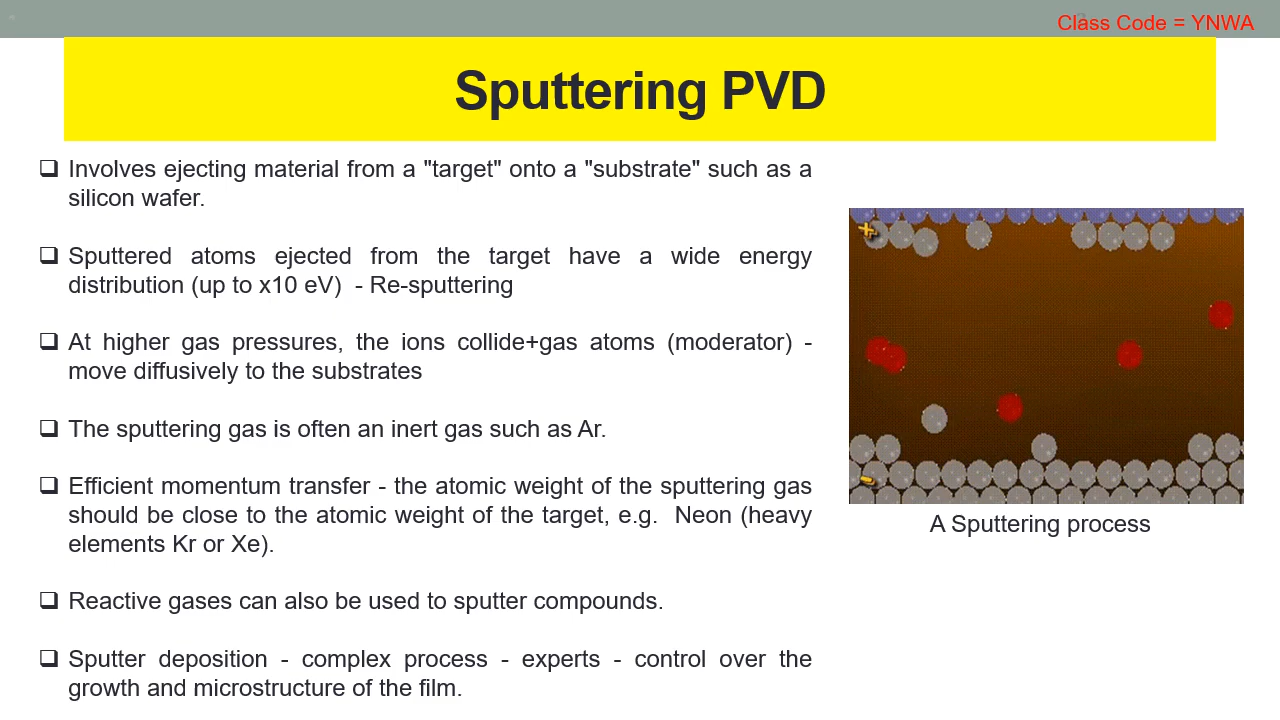 Class Code = YNWA
Sputtering PVD
❑ Involves ejecting material from a "target" onto a "substrate" such as a
silicon wafer.
❑ Sputtered atoms ejected from the target have a wide energy
distribution (up to x10 eV)  - Re-sputtering
❑ At higher gas pressures, the ions collide+gas atoms (moderator) -
move diffusively to the substrates
❑ The sputtering gas is often an inert gas such as Ar.
❑ Efficient momentum transfer - the atomic weight of the sputtering gas
should be close to the atomic weight of the target, e.g.  Neon (heavy
elements Kr or Xe).
❑ Reactive gases can also be used to sputter compounds.
❑ Sputter deposition - complex process - experts - control over the
growth and microstructure of the film.
+
-
A Sputtering process